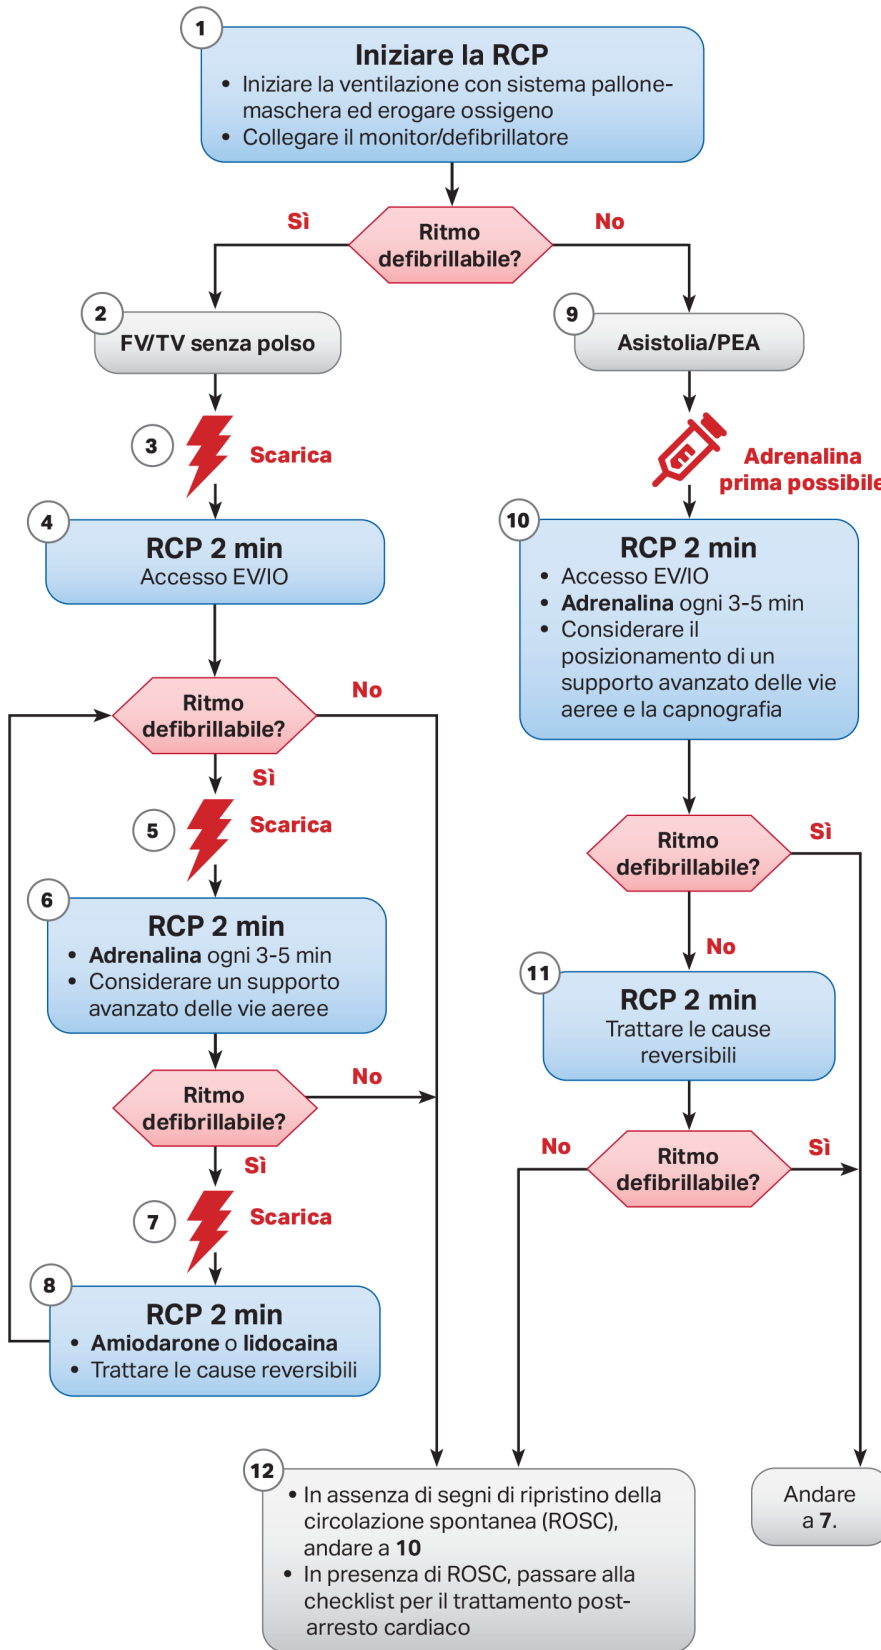 1
Iniziare la RCP
• Iniziare la ventilazione con sistema pallone-
maschera ed erogare ossigeno
• Collegare il monitor/defibrillatore
Ritmo
defibrillabile?
Sì
No
2
FV/TV senza polso
3
Scarica
4
RCP 2 min
Accesso EV/IO
Ritmo
defibrillabile?
No
Sì
5
Scarica
6
RCP 2 min
• Adrenalina ogni 3-5 min
• Considerare un supporto
avanzato delle vie aeree
Ritmo
defibrillabile?
No
Sì
7
Scarica
8
RCP 2 min
• Amiodarone o lidocaina
• Trattare le cause reversibili
9
Asistolia/PEA
Adrenalina
prima possibile
10
RCP 2 min
• Accesso EV/IO
• Adrenalina ogni 3-5 min
• Considerare il
posizionamento di un
supporto avanzato delle vie
aeree e la capnografia
Ritmo
defibrillabile?
Sì
No
11
RCP 2 min
Trattare le cause
reversibili
Ritmo
defibrillabile?
No
Sì
12
• In assenza di segni di ripristino della
circolazione spontanea (ROSC),
andare a 10
• In presenza di ROSC, passare alla
checklist per il trattamento post-
arresto cardiaco
Andare
a 7.